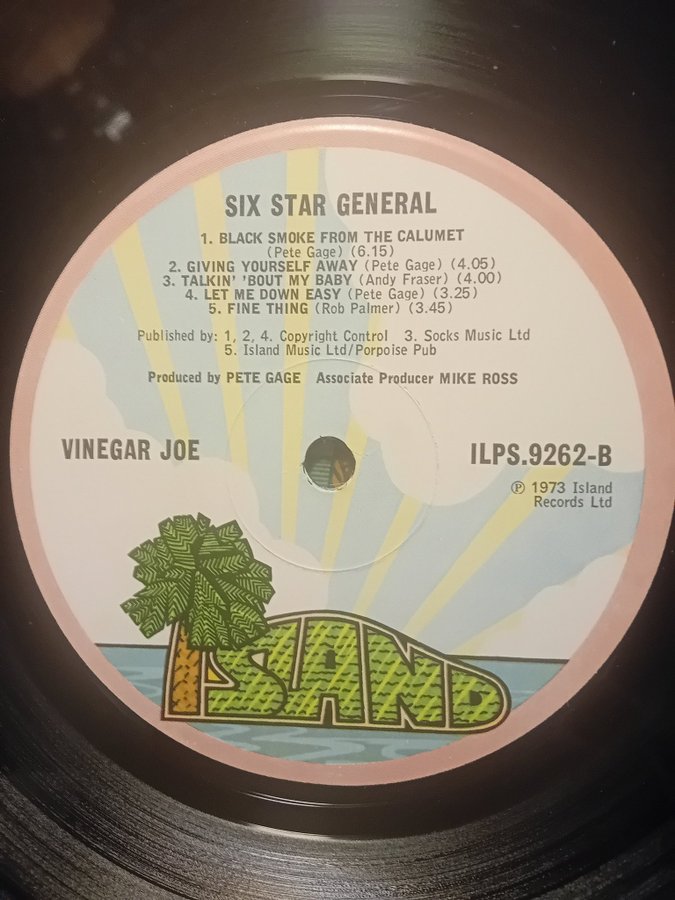 SIX STAR GENERAL
1. BLACK SMOKE FROM THE CALUMET
(Pete Gage) (6.15)
2. GIVING YOURSELF AWAY (Pete Gage) (4.05)
3. TALKIN' 'BOUT MY BABY (Andy Fraser) (4.00)
4. LET ME DOWN EASY (Pete Gage) (3.25)
5. FINE THING (Rob Palmer) (3.45)
Published by: 1, 2, 4. Copyright Control 3. Socks Music Ltd
5. Island Music Ltd/Porpoise Pub
Produced by PETE GAGE Associate Producer MIKE ROSS
VINEGAR JOE
ILPS.9262-B
℗ 1973 Island
Records Ltd
ISLAND